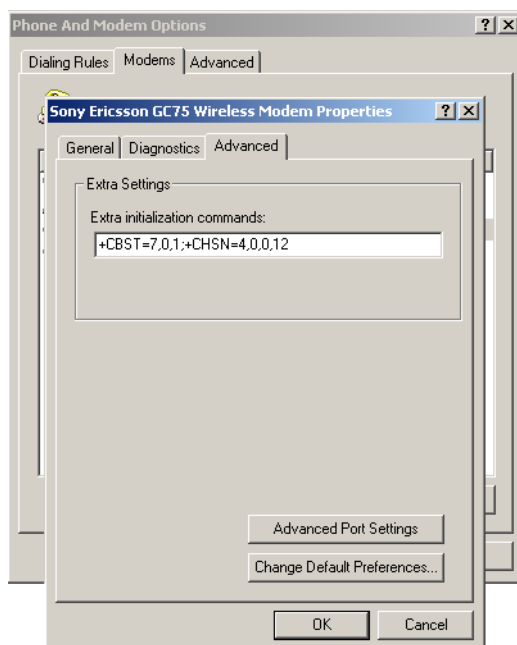 Phone And Modem Options
Dialing Rules Modems Advanced
Sony Ericsson GC75 Wireless Modem Properties
General Diagnostics Advanced
Extra Settings
Extra initialization commands:
+CBST=7,0,1;+CHSN=4,0,0,12
Advanced Port Settings
Change Default Preferences...
OK Cancel